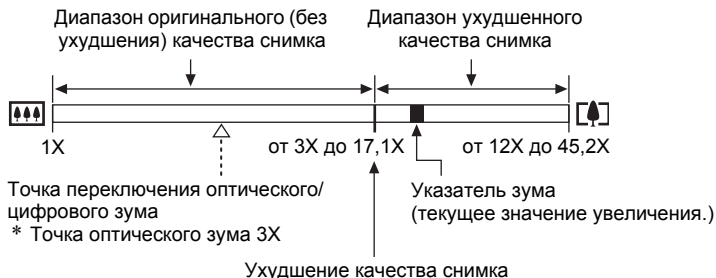 Диапазон оригинального (без
ухудшения) качества снимка
Диапазон ухудшенного
качества снимка
1X
от 3X до 17,1X
от 12X до 45,2X
Точка переключения оптического/
цифрового зума
* Точка оптического зума 3X
Указатель зума
(текущее значение увеличения.)
Ухудшение качества снимка